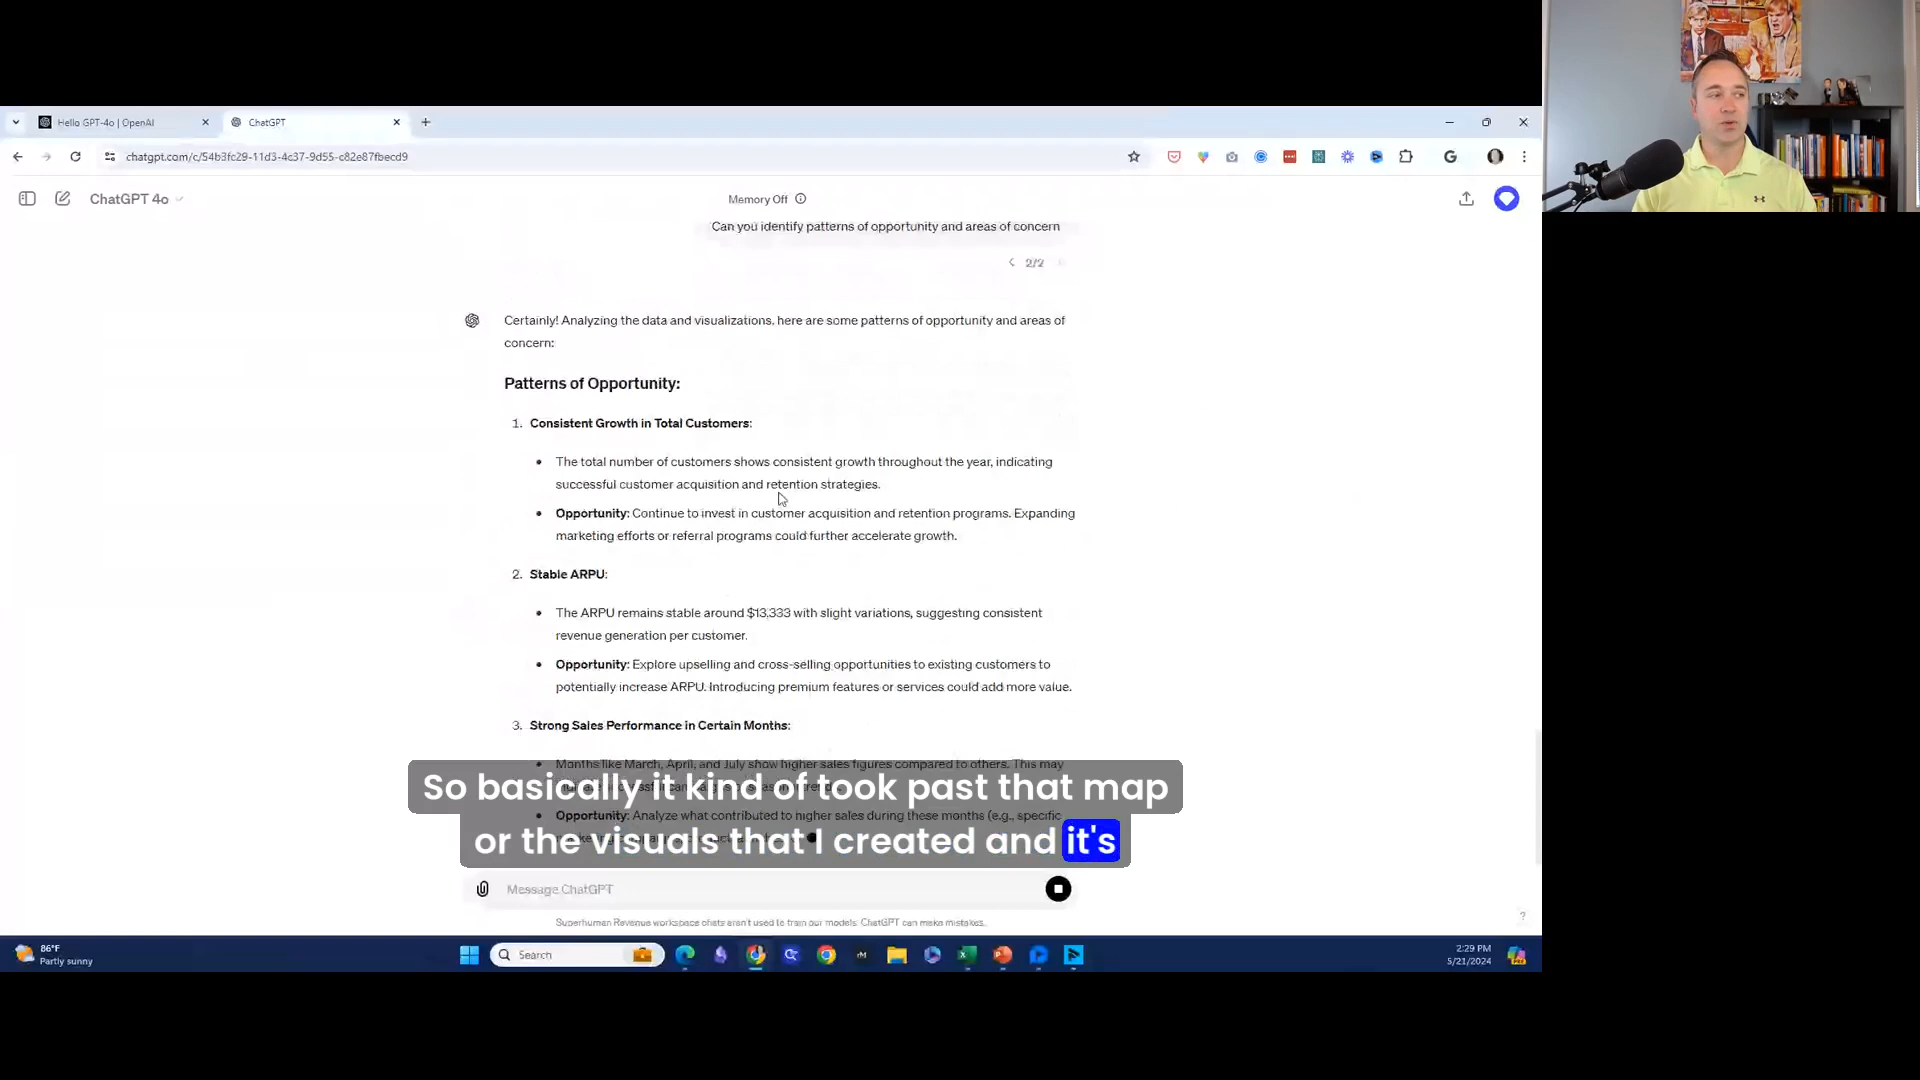 Hello GPT-4o | OpenAI
ChatGPT
chatgpt.com/c/54b3fc29-11d3-4c37-9d55-c82e87fbecd9
ChatGPT 4o
Memory Off
Can you identify patterns of opportunity and areas of concern
2/2
Certainly! Analyzing the data and visualizations, here are some patterns of opportunity and areas of
concern:
Patterns of Opportunity:
1. Consistent Growth in Total Customers:
• The total number of customers shows consistent growth throughout the year, indicating
successful customer acquisition and retention strategies.
• Opportunity: Continue to invest in customer acquisition and retention programs. Expanding
marketing efforts or referral programs could further accelerate growth.
2. Stable ARPU:
• The ARPU remains stable around $13,333 with slight variations, suggesting consistent
revenue generation per customer.
• Opportunity: Explore upselling and cross-selling opportunities to existing customers to
potentially increase ARPU. Introducing premium features or services could add more value.
3. Strong Sales Performance in Certain Months:
• Months like March, April, and July show higher sales figures compared to others. This may
• Opportunity: Analyze what contributed to higher sales during these months (e.g., specific
So basically it kind of took past that map
or the visuals that I created and it's
Message ChatGPT
Superhuman Revenue workspace chats aren't used to train our models. ChatGPT can make mistakes.
?
86°F
Partly sunny
Search
2:29 PM
5/21/2024